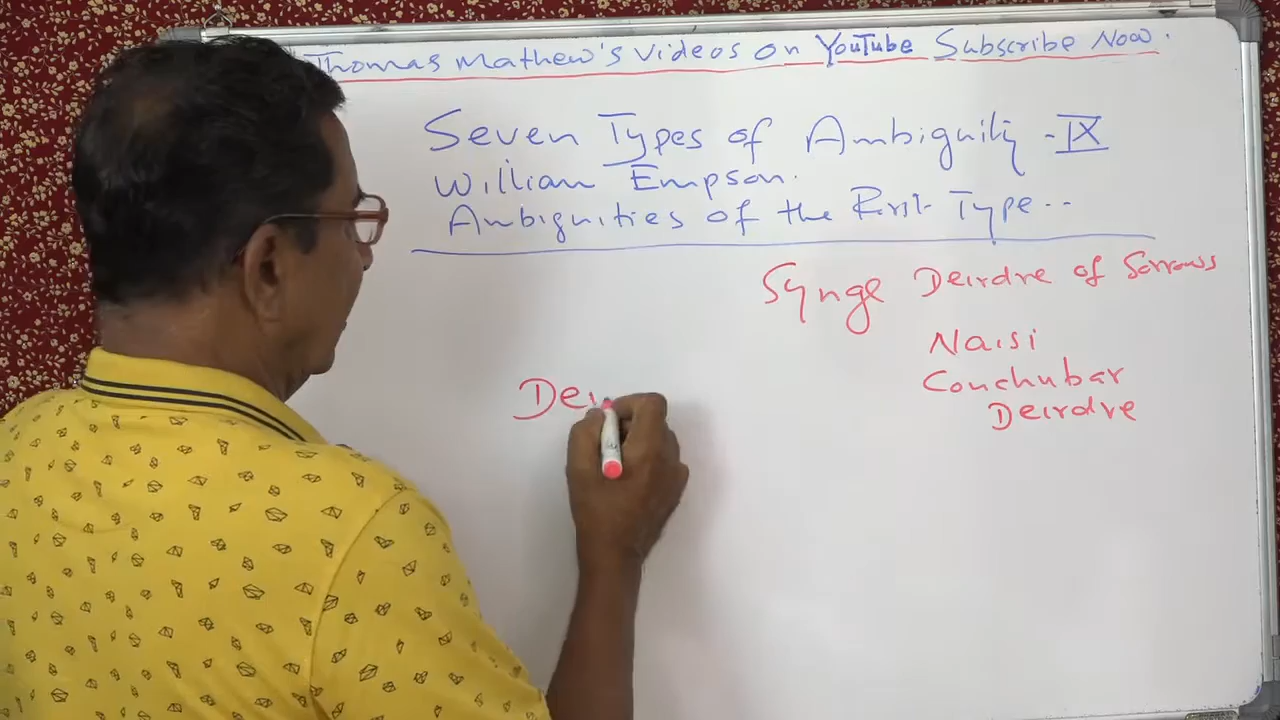 Thomas Mathew's Videos on YouTube Subscribe Now.
Seven Types of Ambiguity - IX
William Empson.
Ambiguities of the First Type..
Synge Deirdre of Sorrows
Naisi
Conchubar
Deirdre
Dei